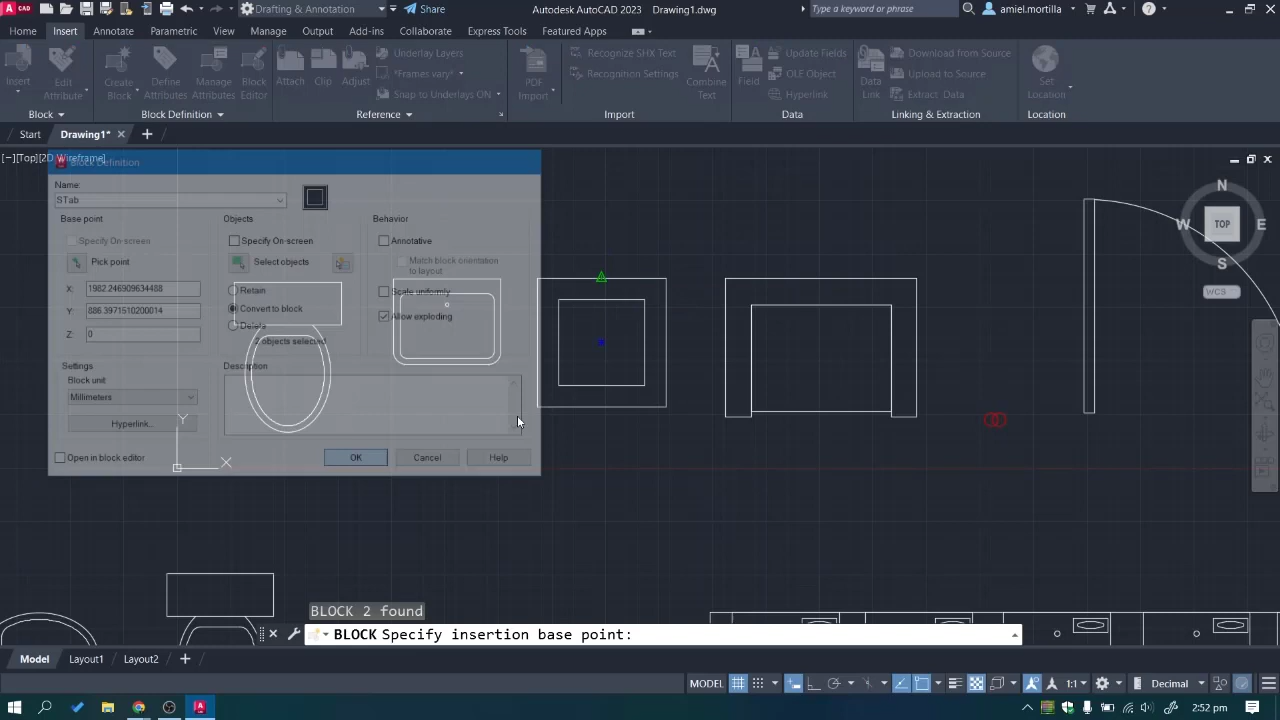 CAD
Drafting & Annotation
Share
Autodesk AutoCAD 2023 Drawing1.dwg
Type a keyword or phrase
amiel.mortilla
Home Insert Annotate Parametric View Manage Output Add-ins Collaborate Express Tools Featured Apps
Insert
Edit Attribute
Create Block
Define Attributes
Manage Attributes
Block Editor
Attach
Clip
Adjust
Underlay Layers
*Frames vary*
Snap to Underlays ON
PDF Import
Recognize SHX Text
Recognition Settings
Combine Text
Field
Update Fields
OLE Object
Hyperlink
Data Link
Download from Source
Upload to Source
Extract Data
Set Location
Block Block Definition Reference Import Data Linking & Extraction Location
Start Drawing1*
[−][Top][2D Wireframe]
Block Definition
Name:
STab
Base point
Specify On-screen
Pick point
X: 1982.246909634488
Y: 886.3971510200014
Z: 0
Objects
Specify On-screen
Select objects
Retain
Convert to block
Delete
2 objects selected
Behavior
Annotative
Match block orientation
to layout
Scale uniformly
Allow exploding
Settings
Block unit:
Millimeters
Hyperlink...
Description
Open in block editor
OK Cancel Help
N
W TOP E
S
WCS
Y
X
BLOCK 2 found
BLOCK Specify insertion base point:
Model Layout1 Layout2
MODEL 1:1 Decimal
2:52 pm